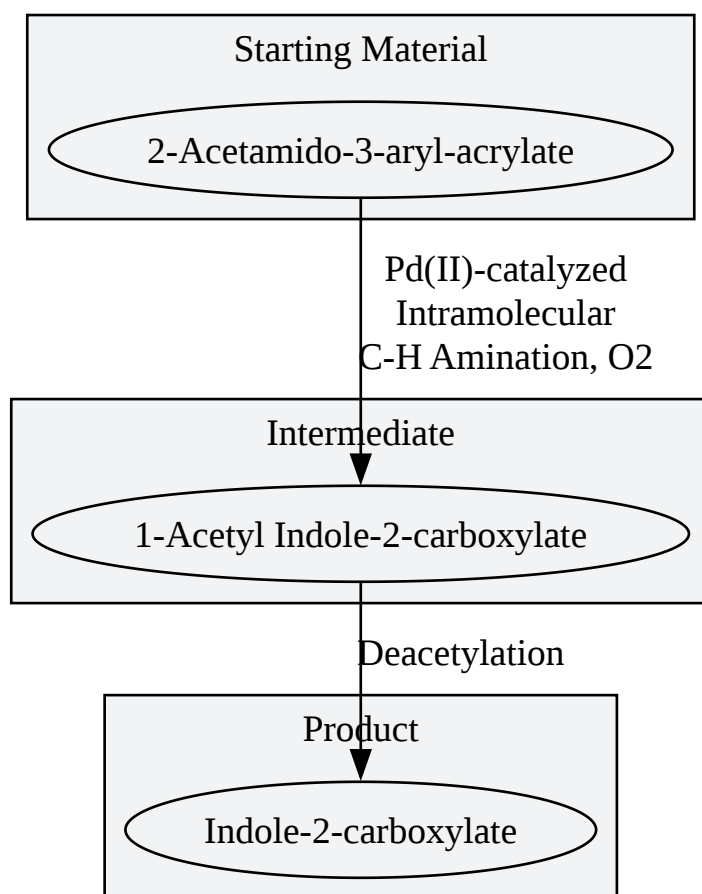 Starting Material
2-Acetamido-3-aryl-acrylate
Pd(II)-catalyzed
Intramolecular
C-H Amination, O2
Intermediate
1-Acetyl Indole-2-carboxylate
Deacetylation
Product
Indole-2-carboxylate